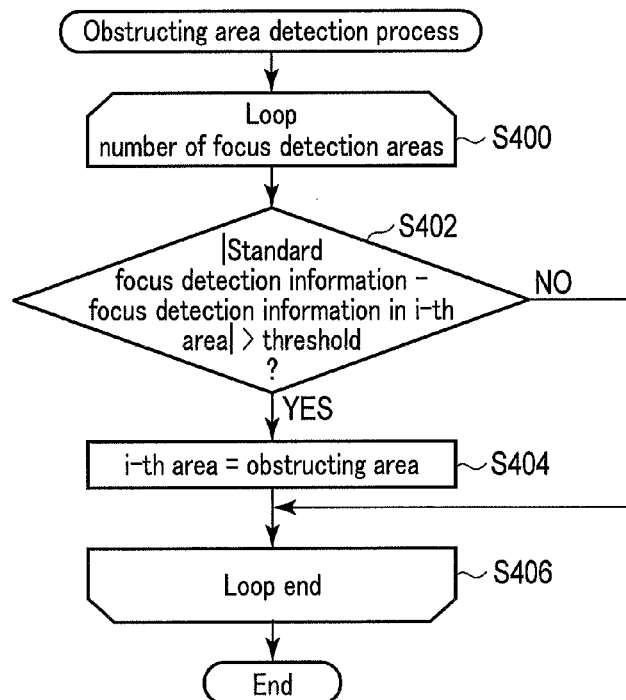 Obstructing area detection process
Loop
number of focus detection areas
S400
S402
|Standard
focus detection information −
focus detection information in i-th
area| > threshold
?
NO
YES
i-th area = obstructing area
S404
Loop end
S406
End